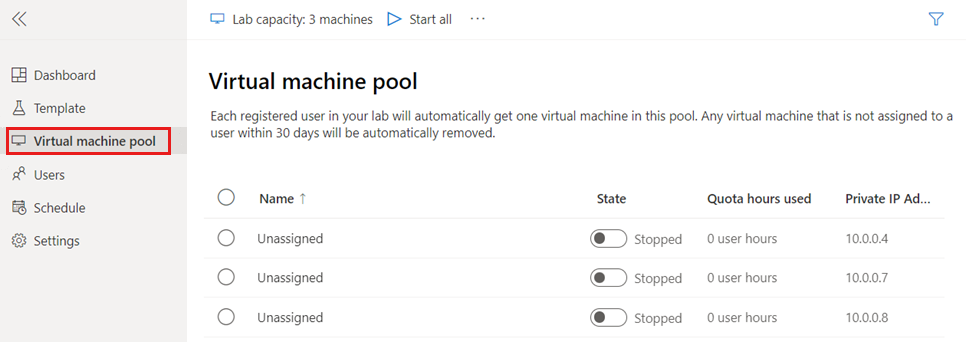 Lab capacity: 3 machines Start all ...
Dashboard
Template
Virtual machine pool
Users
Schedule
Settings
Virtual machine pool
Each registered user in your lab will automatically get one virtual machine in this pool. Any virtual machine that is not assigned to a
user within 30 days will be automatically removed.
Name ↑ State Quota hours used Private IP Ad...
Unassigned Stopped 0 user hours 10.0.0.4
Unassigned Stopped 0 user hours 10.0.0.7
Unassigned Stopped 0 user hours 10.0.0.8